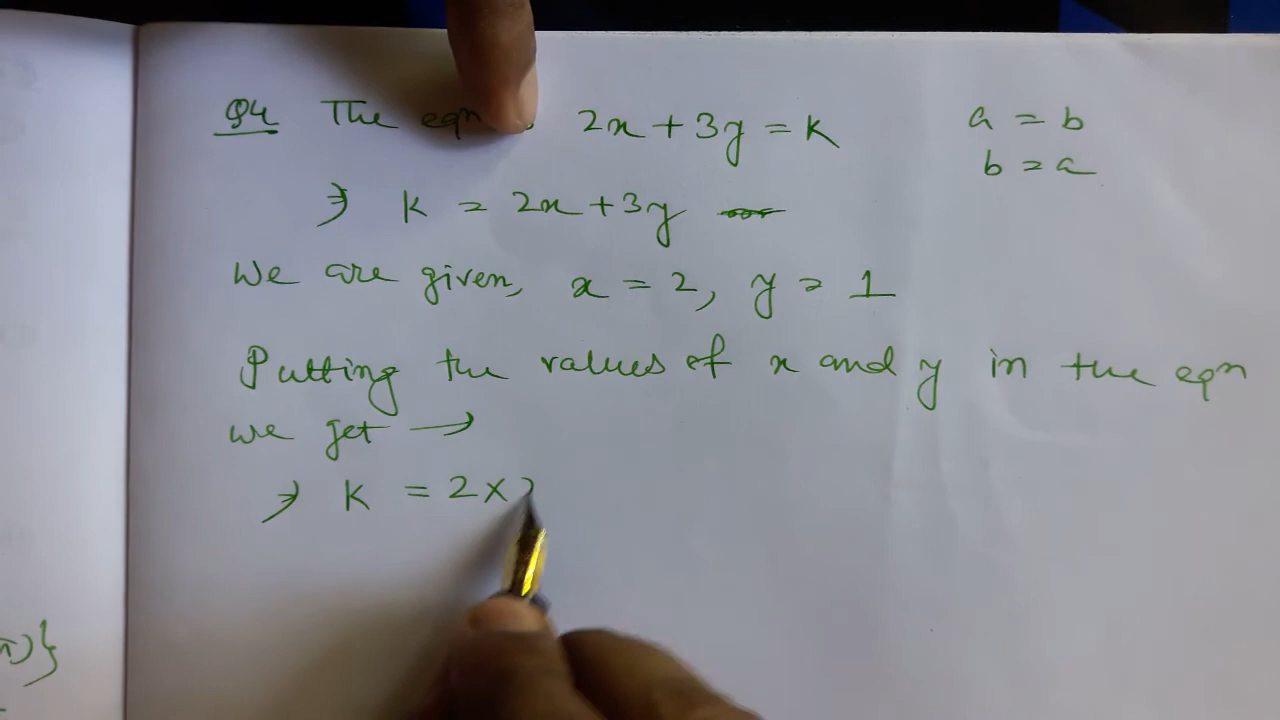 Q4 The eqn 2x + 3y = K
a = b
b = a
⇒ K = 2x + 3y
We are given, x = 2, y = 1
Putting the values of x and y in the eqn
we get →
⇒ K = 2 x